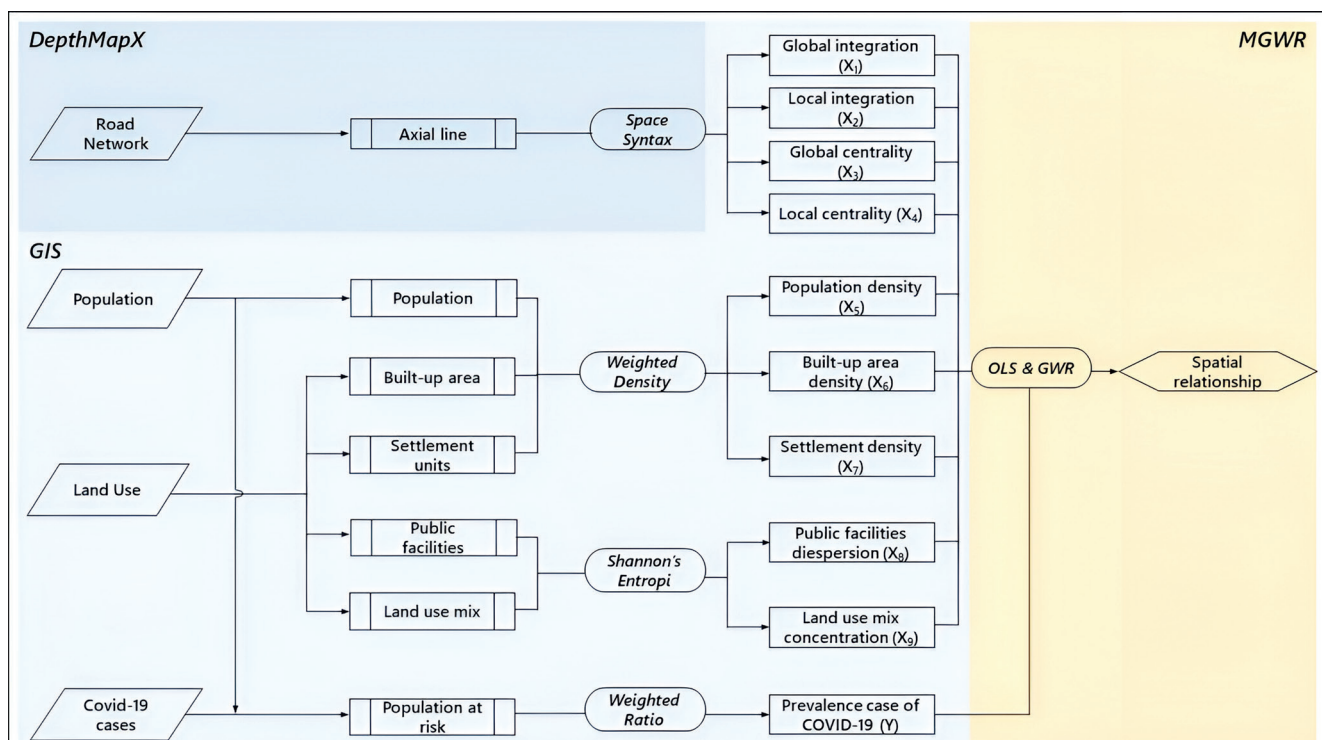 DepthMapX
MGWR
Road
Network
Axial line
Space
Syntax
Global integration
(X₁)
Local integration
(X₂)
Global centrality
(X₃)
Local centrality (X₄)
GIS
Population
Population
Built-up area
Settlement
units
Weighted
Density
Population density
(X₅)
Built-up area
density (X₆)
Settlement density
(X₇)
OLS & GWR
Spatial
relationship
Land Use
Public
facilities
Land use mix
Shannon's
Entropi
Public facilities
diespersion (X₈)
Land use mix
concentration (X₉)
Covid-19
cases
Population at
risk
Weighted
Ratio
Prevalence case of
COVID-19 (Y)